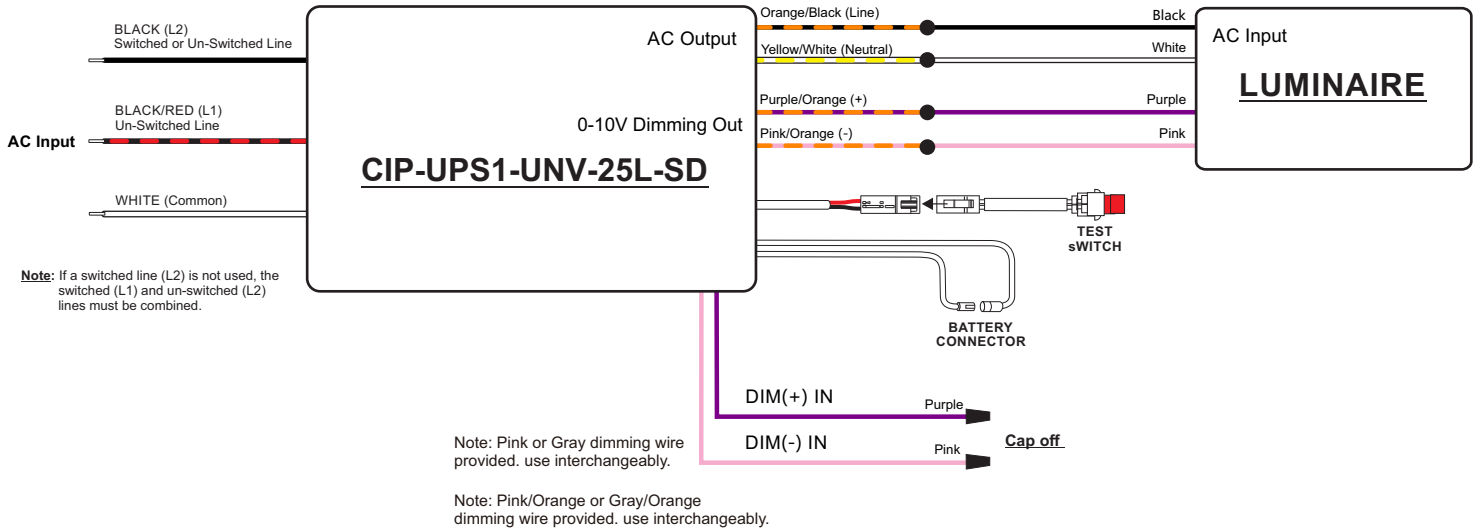 BLACK (L2)
Switched or Un-Switched Line
BLACK/RED (L1)
Un-Switched Line
AC Input
WHITE (Common)
Note: If a switched line (L2) is not used, the
switched (L1) and un-switched (L2)
lines must be combined.
AC Output
0-10V Dimming Out
CIP-UPS1-UNV-25L-SD
Orange/Black (Line)
Yellow/White (Neutral)
Purple/Orange (+)
Pink/Orange (-)
Black
White
Purple
Pink
AC Input
LUMINAIRE
TEST
sWITCH
BATTERY
CONNECTOR
DIM(+) IN
Purple
DIM(-) IN
Pink
Cap off
Note: Pink or Gray dimming wire
provided. use interchangeably.
Note: Pink/Orange or Gray/Orange
dimming wire provided. use interchangeably.